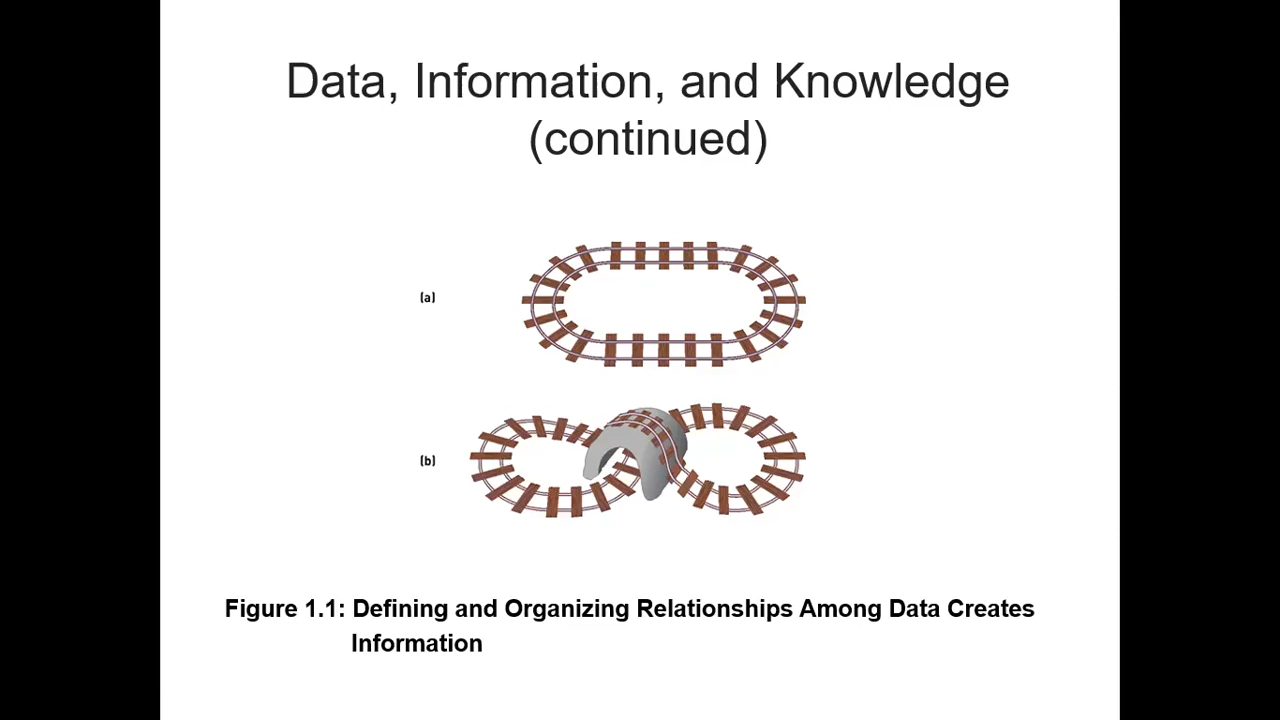 Data, Information, and Knowledge
(continued)
(a)
(b)
Figure 1.1: Defining and Organizing Relationships Among Data Creates
Information